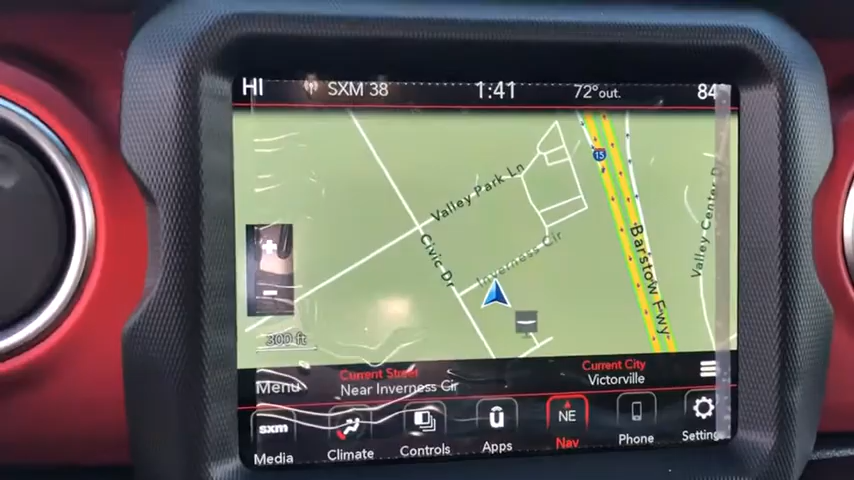 HI SXM 38 1:41 72°out. 84
15
Valley Park Ln
Valley Center Dr
Civic Dr
Inverness Cir
Barstow Fwy
300 ft
Menu
Current Street
Near Inverness Cir
Current City
Victorville
sxm
Media
Climate
Controls
Apps
NE
Nav
Phone
Settings